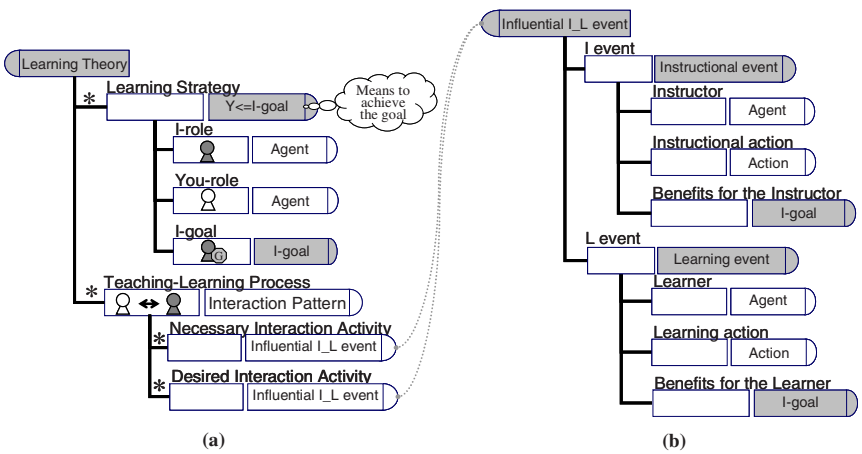 Learning Theory
*
Learning Strategy
Y<=I-goal
Means to
achieve
the goal
I-role
Agent
You-role
Agent
I-goal
G
I-goal
*
Teaching-Learning Process
Interaction Pattern
*
Necessary Interaction Activity
Influential I_L event
*
Desired Interaction Activity
Influential I_L event
(a)
Influential I_L event
I event
Instructional event
Instructor
Agent
Instructional action
Action
Benefits for the Instructor
I-goal
L event
Learning event
Learner
Agent
Learning action
Action
Benefits for the Learner
I-goal
(b)